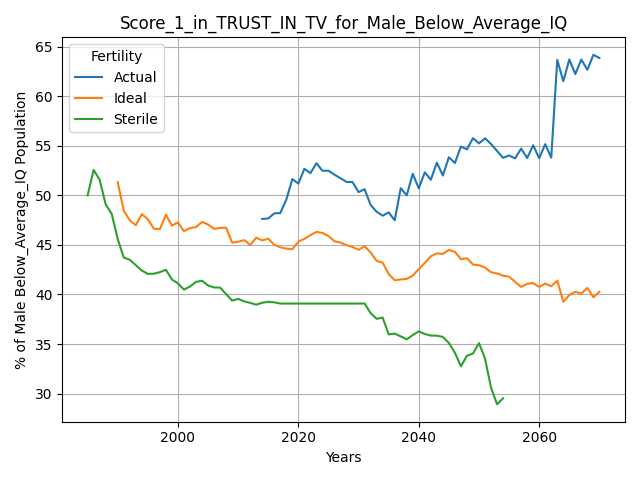 Score_1_in_TRUST_IN_TV_for_Male_Below_Average_IQ
Fertility
Actual
Ideal
Sterile
% of Male Below_Average_IQ Population
65
60
55
50
45
40
35
30
2000
2020
2040
2060
Years